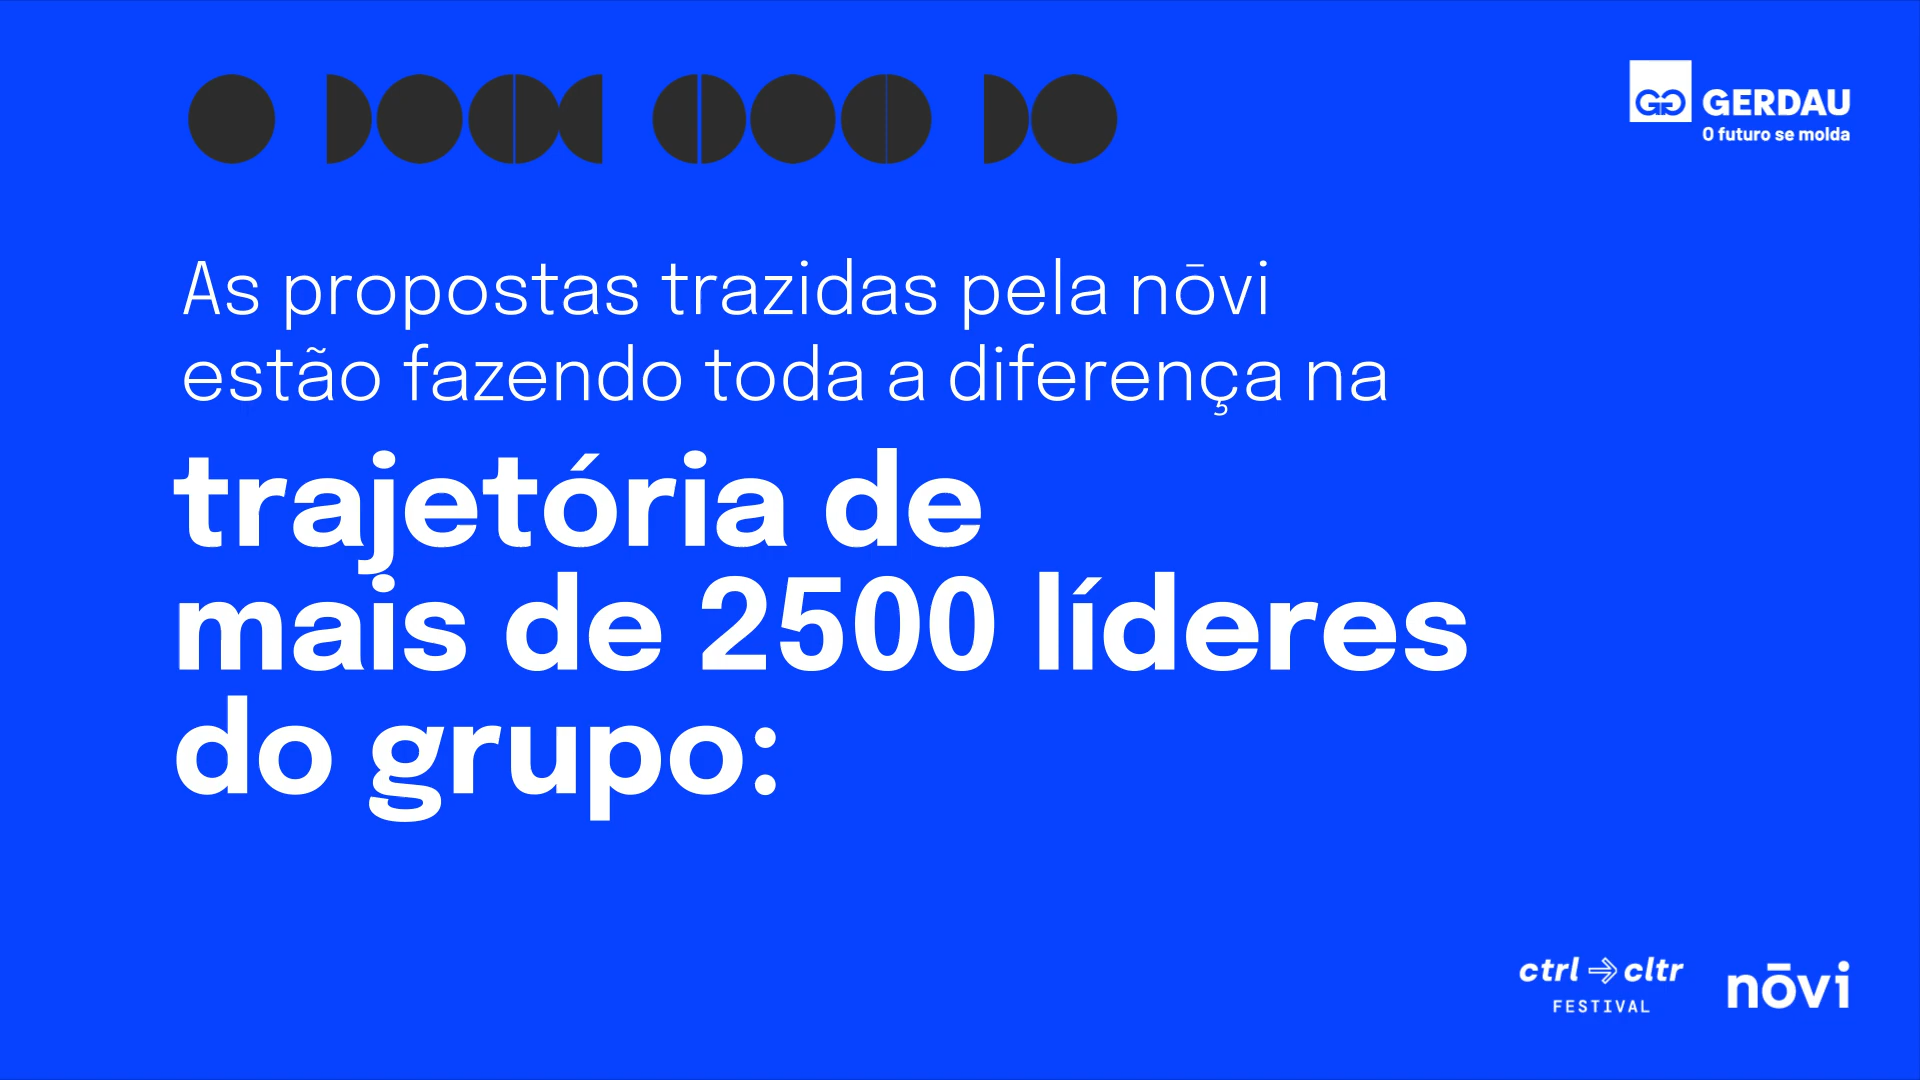 GERDAU
O futuro se molda
As propostas trazidas pela nōvi
estão fazendo toda a diferença na
trajetória de
mais de 2500 líderes
do grupo:
ctrl → cltr
FESTIVAL
nōvi